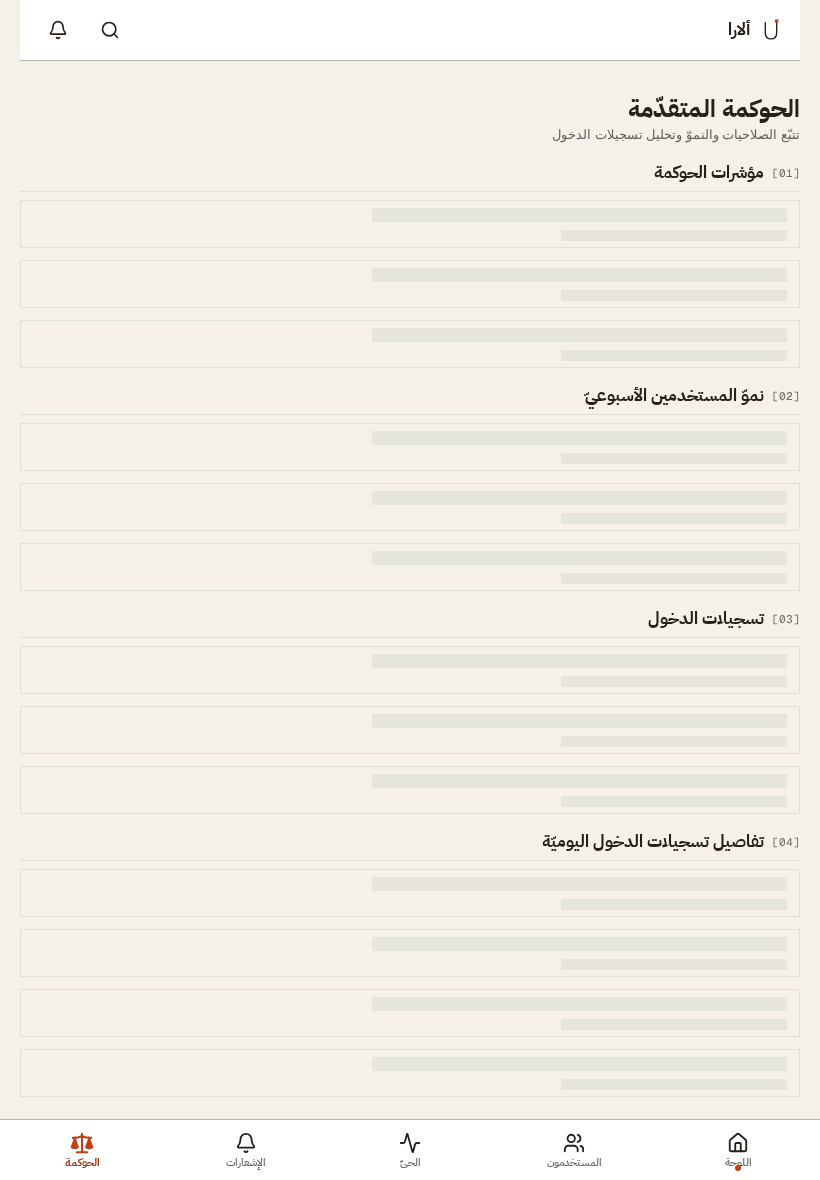 ألارا
الحوكمة المتقدّمة
تتبّع الصلاحيات والنموّ وتحليل تسجيلات الدخول
[01] مؤشرات الحوكمة
[02] نموّ المستخدمين الأسبوعيّ
[03] تسجيلات الدخول
[04] تفاصيل تسجيلات الدخول اليوميّة
اللوحة
المستخدمون
الحيّ
الإشعارات
الحوكمة